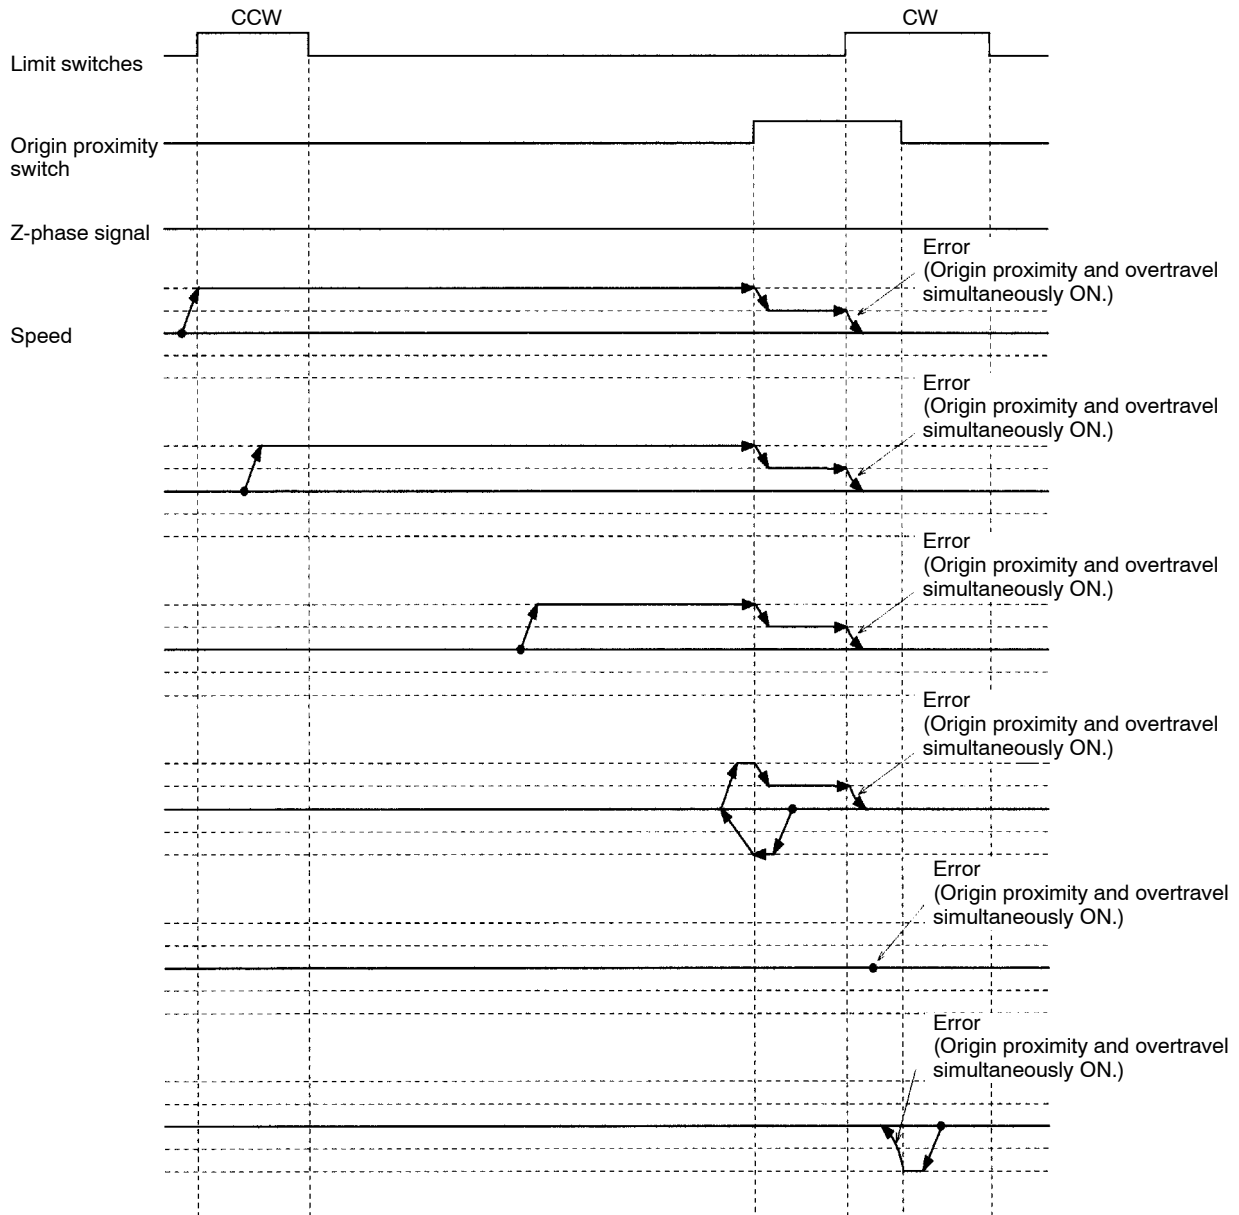 CCW
CW
Limit switches
Origin proximity
switch
Z-phase signal
Error
(Origin proximity and overtravel
simultaneously ON.)
Speed
Error
(Origin proximity and overtravel
simultaneously ON.)
Error
(Origin proximity and overtravel
simultaneously ON.)
Error
(Origin proximity and overtravel
simultaneously ON.)
Error
(Origin proximity and overtravel
simultaneously ON.)
Error
(Origin proximity and overtravel
simultaneously ON.)